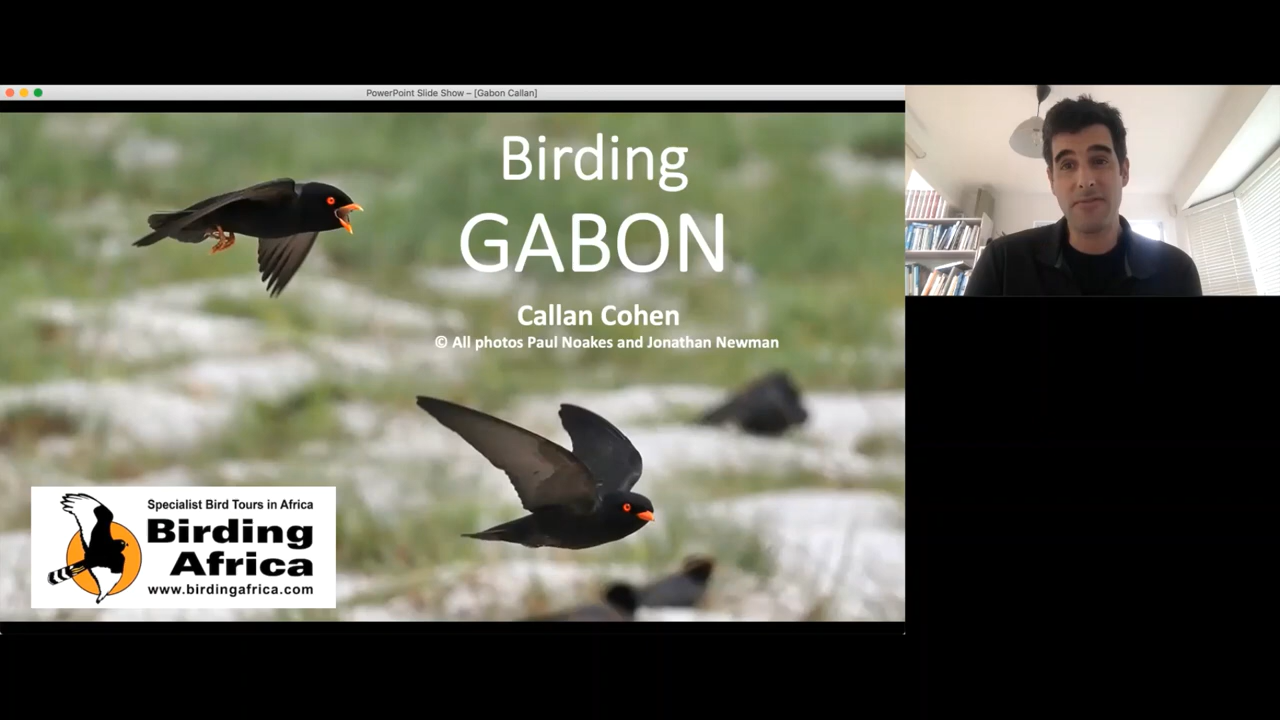 PowerPoint Slide Show – [Gabon Callan]
Birding
GABON
Callan Cohen
© All photos Paul Noakes and Jonathan Newman
Specialist Bird Tours in Africa
Birding
Africa
www.birdingafrica.com